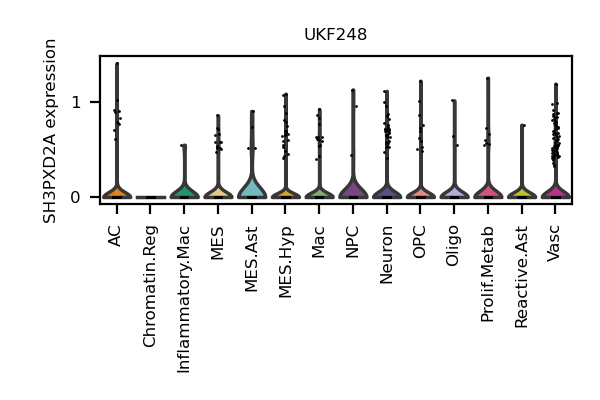 UKF248
SH3PXD2A expression
1
0
AC
Chromatin.Reg
Inflammatory.Mac
MES
MES.Ast
MES.Hyp
Mac
NPC
Neuron
OPC
Oligo
Prolif.Metab
Reactive.Ast
Vasc